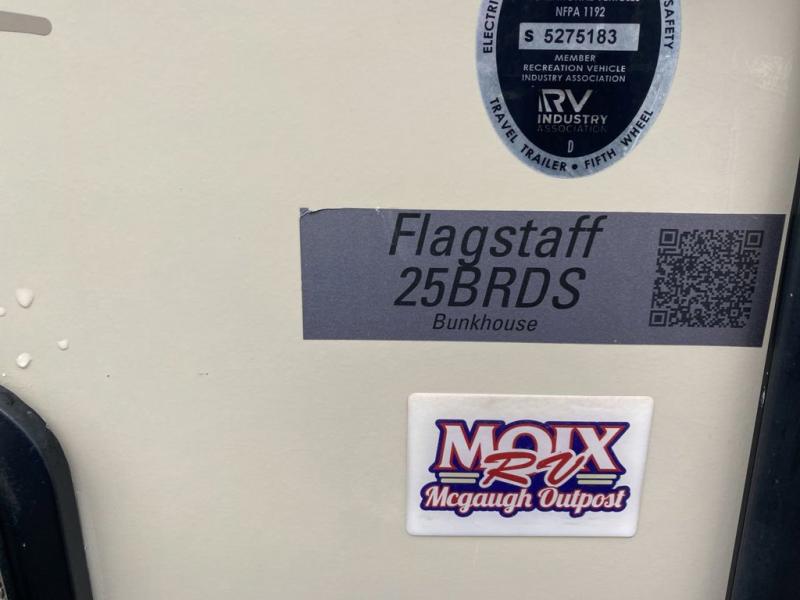 NFPA 1192
S 5275183
MEMBER
RECREATION VEHICLE
INDUSTRY ASSOCIATION
RV
INDUSTRY
ASSOCIATION
D
TRAVEL TRAILER • FIFTH WHEEL
SAFETY
Flagstaff
25BRDS
Bunkhouse
MOIX
RV
Mcgaugh Outpost